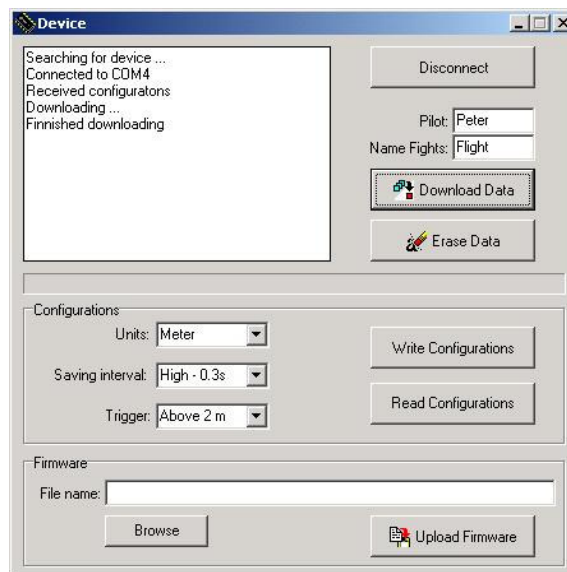 Device
Searching for device ...
Connected to COM4
Received configuratons
Downloading ...
Finnished downloading
Disconnect
Pilot: Peter
Name Fights: Flight
Download Data
Erase Data
Configurations
Units: Meter
Saving interval: High - 0.3s
Trigger: Above 2 m
Write Configurations
Read Configurations
Firmware
File name:
Browse
Upload Firmware